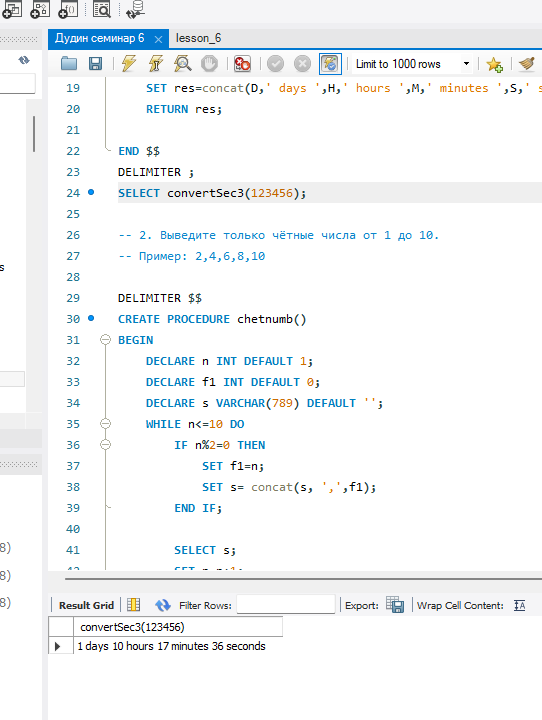 Дудин семинар 6 × lesson_6
Limit to 1000 rows
19 SET res=concat(D,' days ',H,' hours ',M,' minutes ',S,' s
20 RETURN res;
21
22 END $$
23 DELIMITER ;
24 SELECT convertSec3(123456);
25
26 -- 2. Выведите только чётные числа от 1 до 10.
27 -- Пример: 2,4,6,8,10
28
29 DELIMITER $$
30 CREATE PROCEDURE chetnumb()
31 BEGIN
32 DECLARE n INT DEFAULT 1;
33 DECLARE f1 INT DEFAULT 0;
34 DECLARE s VARCHAR(789) DEFAULT '';
35 WHILE n<=10 DO
36 IF n%2=0 THEN
37 SET f1=n;
38 SET s= concat(s, ',',f1);
39 END IF;
40
41 SELECT s;
s
8)
8)
8)
Result Grid Filter Rows: Export: Wrap Cell Content:
convertSec3(123456)
1 days 10 hours 17 minutes 36 seconds